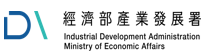 經濟部產業發展署
Industrial Development Administration
Ministry of Economic Affairs